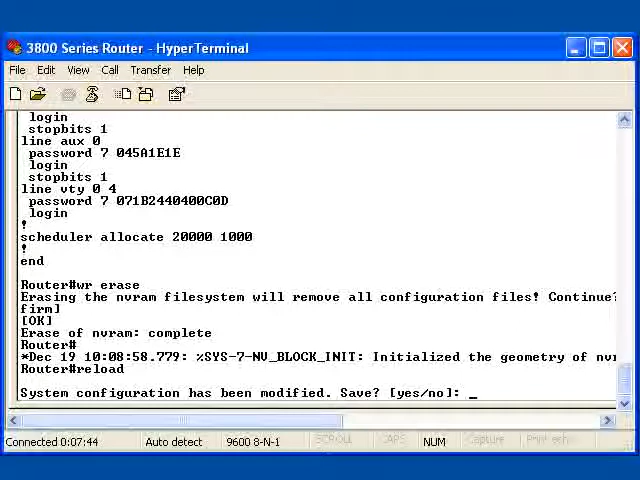 3800 Series Router - HyperTerminal
File Edit View Call Transfer Help
login
stopbits 1
line aux 0
password 7 045A1E1E
login
stopbits 1
line vty 0 4
password 7 071B2440400C0D
login
!
scheduler allocate 20000 1000
!
end
Router#wr erase
Erasing the nvram filesystem will remove all configuration files! Continue?
firm]
[OK]
Erase of nvram: complete
Router#
*Dec 19 10:08:58.779: %SYS-7-NV_BLOCK_INIT: Initialized the geometry of nvr
Router#reload
System configuration has been modified. Save? [yes/no]: _
Connected 0:07:44 Auto detect 9600 8-N-1 SCROLL CAPS NUM Capture Print echo